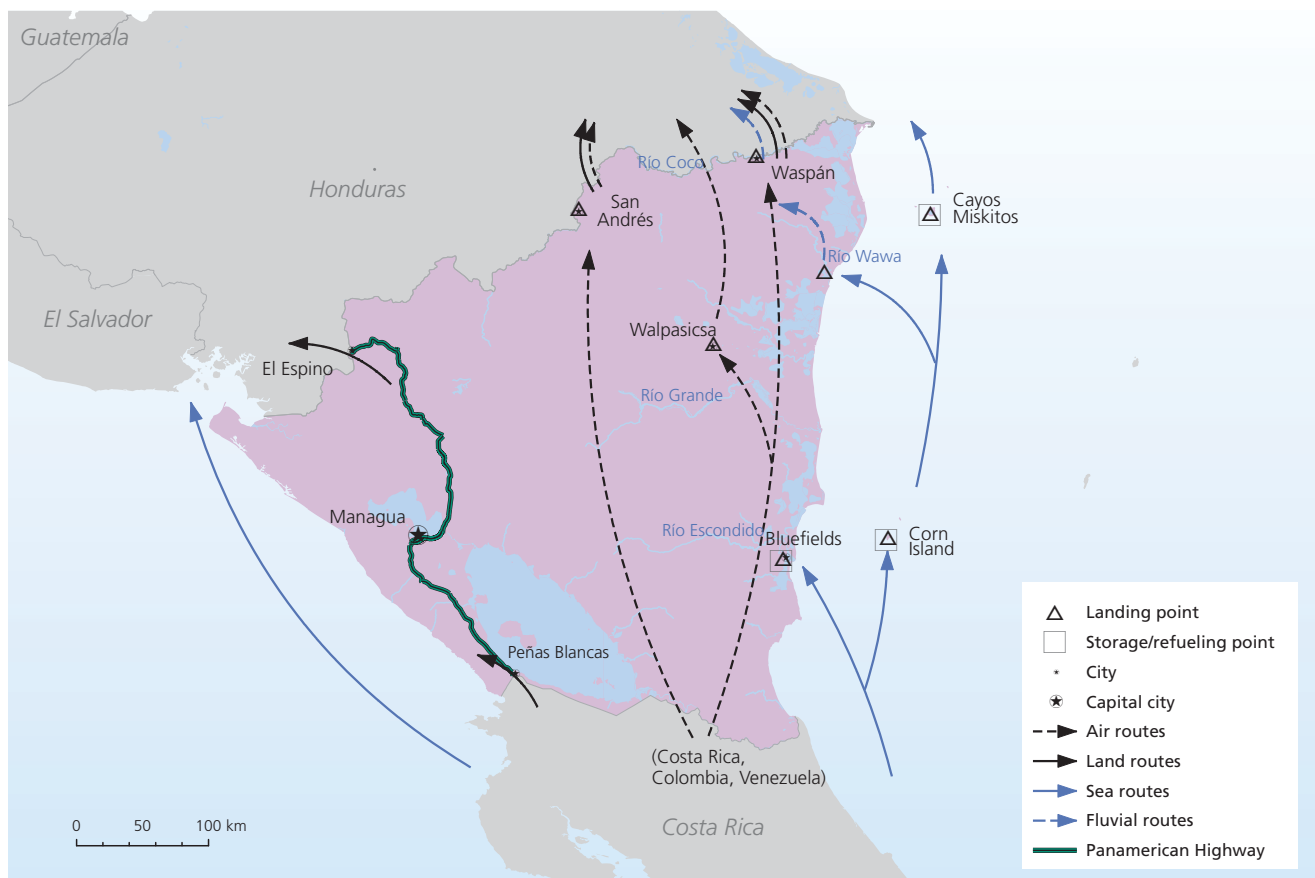 Guatemala
Honduras
El Salvador
Río Coco
Waspán
San
Andrés
Cayos
Miskitos
Río Wawa
Walpasicsa
El Espino
Río Grande
Managua
Río Escondido
Bluefields
Corn
Island
Peñas Blancas
(Costa Rica,
Colombia, Venezuela)
Costa Rica
0 50 100 km
Landing point
Storage/refueling point
City
Capital city
Air routes
Land routes
Sea routes
Fluvial routes
Panamerican Highway